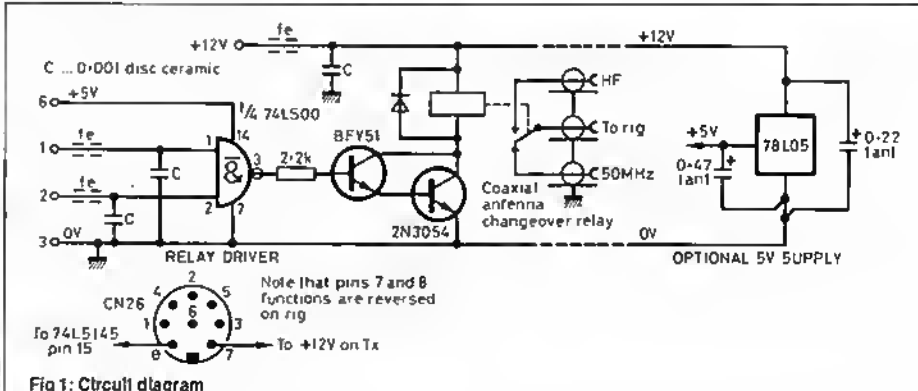 fe
+12V
+12V
C ... 0·001 disc ceramic
C
HF
6
+5V
1/4 74LS00
14
1
fe
1
BFY51
To rig
+5V
78L05
0·22
tant
&
3
2·2k
0·47
tant
2
fe
C
C
2
50MHz
Coaxial
antenna
changeover relay
7
2N3054
3
0V
0V
RELAY DRIVER
OPTIONAL 5V SUPPLY
Note that pins 7 and 8
functions are reversed
on rig
CN26
4
2
5
1
6
3
To 74LS145
pin 15
8
7
To +12V on Tx
Fig 1: Circuit diagram